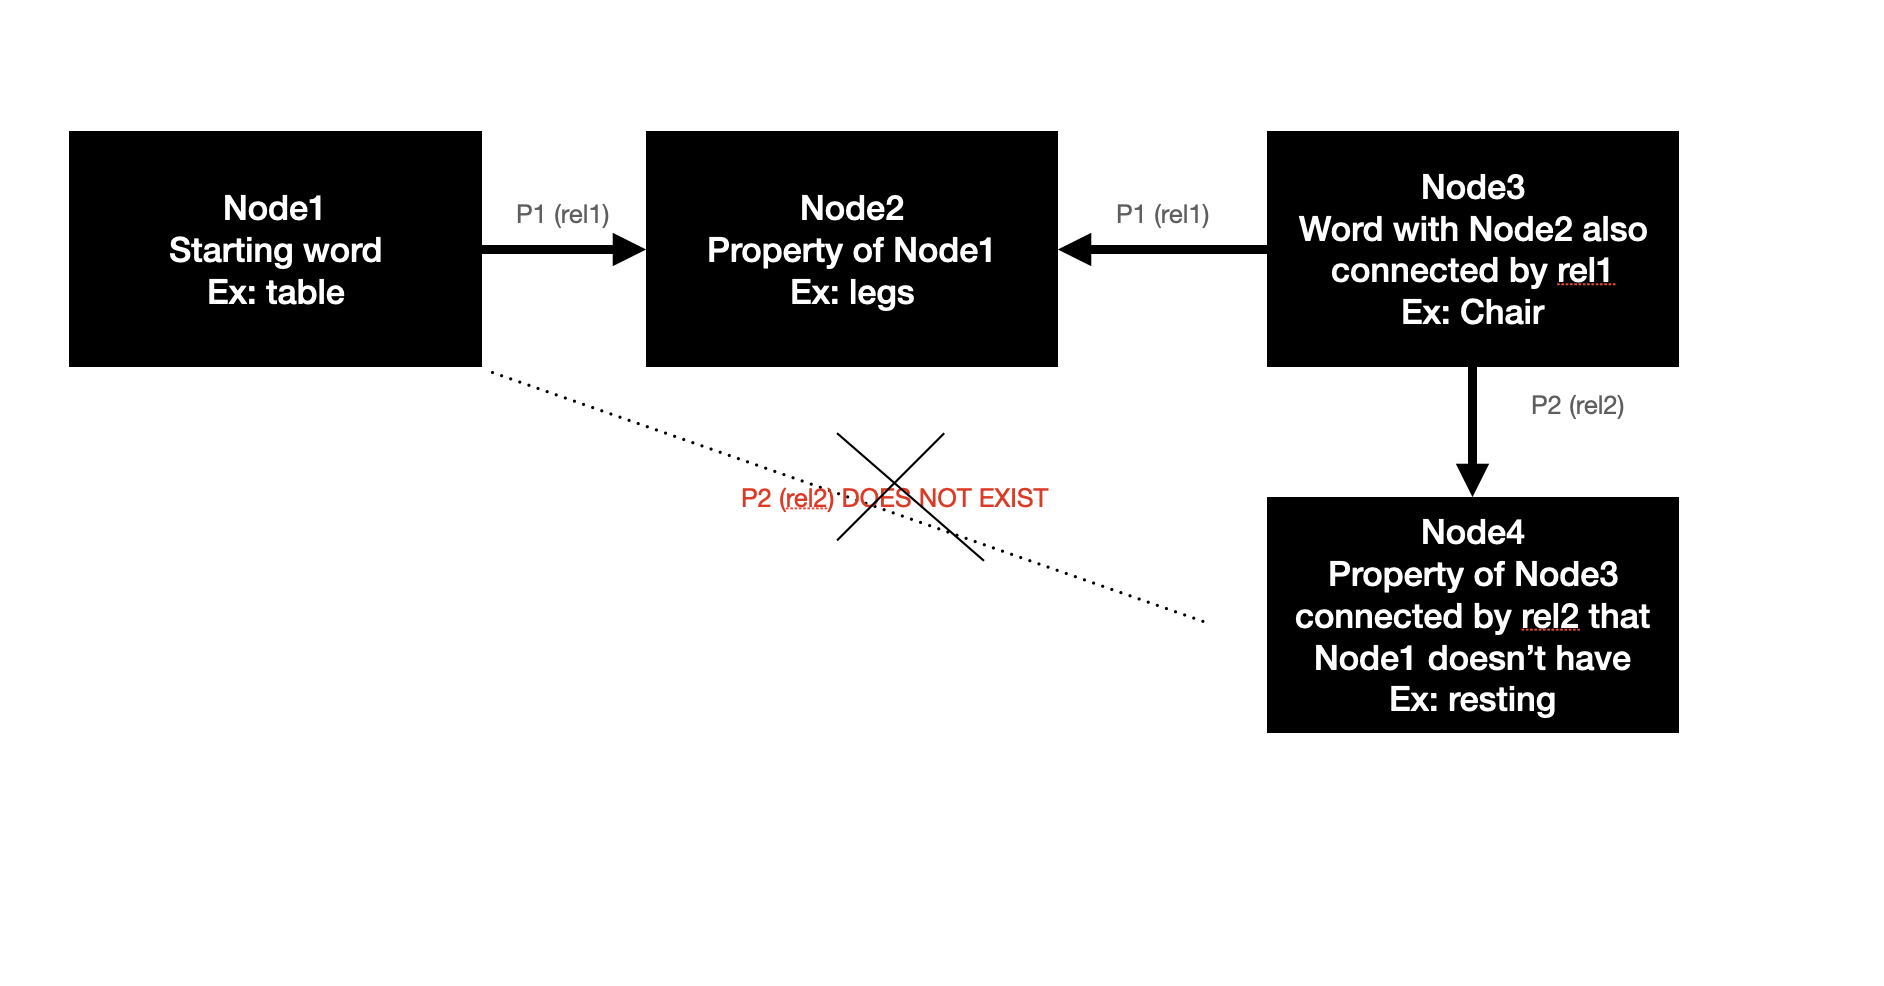 Node1
Starting word
Ex: table
P1 (rel1)
Node2
Property of Node1
Ex: legs
P1 (rel1)
Node3
Word with Node2 also
connected by rel1
Ex: Chair
P2 (rel2)
P2 (rel2) DOES NOT EXIST
Node4
Property of Node3
connected by rel2 that
Node1 doesn’t have
Ex: resting